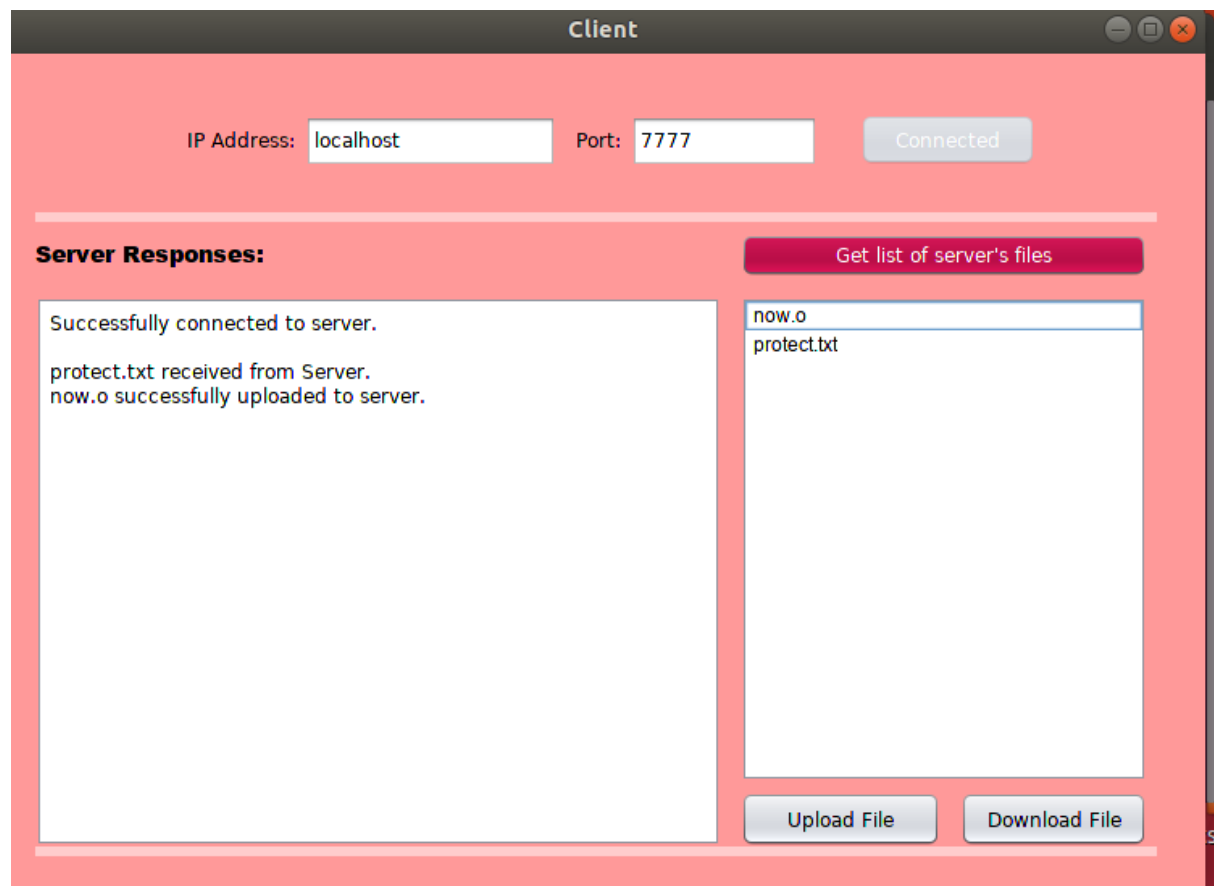 Client
IP Address: localhost Port: 7777 Connected
Server Responses:
Get list of server's files
Successfully connected to server.
protect.txt received from Server.
now.o successfully uploaded to server.
now.o
protect.txt
Upload File Download File